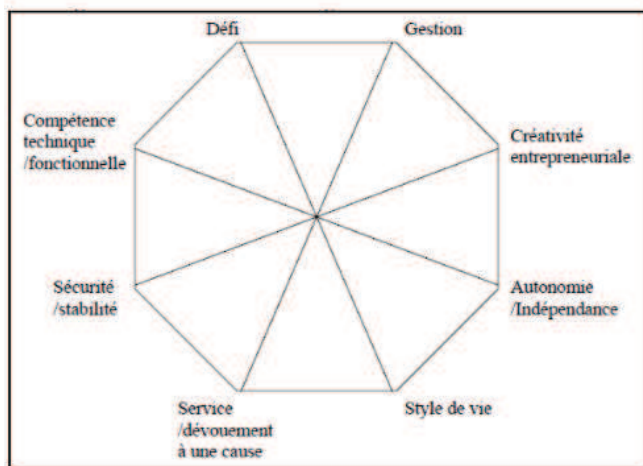 Défi
Gestion
Compétence
technique
/fonctionnelle
Créativité
entrepreneuriale
Sécurité
/stabilité
Autonomie
/Indépendance
Service
/dévouement
à une cause
Style de vie